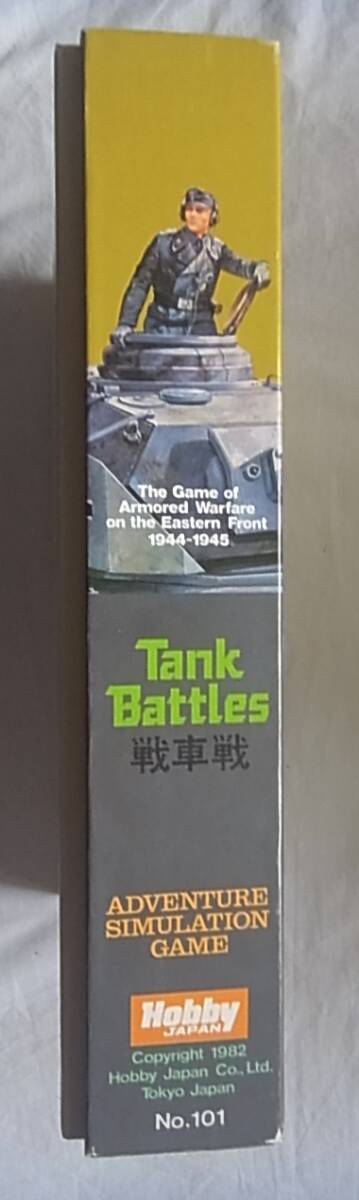 The Game of
Armored Warfare
on the Eastern Front
1944-1945
Tank
Battles
戦車戦
ADVENTURE
SIMULATION
GAME
Hobby
JAPAN
Copyright 1982
Hobby Japan Co., Ltd.
Tokyo Japan
No.101